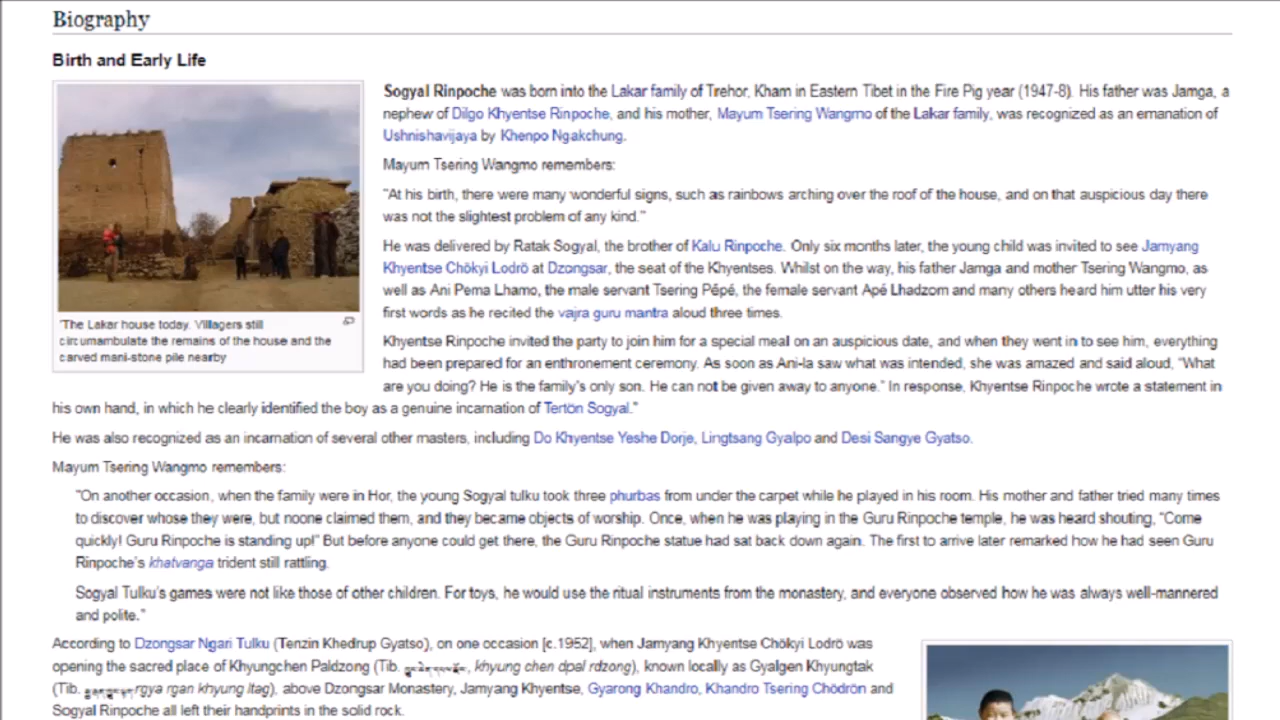 Biography
Birth and Early Life
Sogyal Rinpoche was born into the Lakar family of Trehor, Kham in Eastern Tibet in the Fire Pig year (1947-8). His father was Jamga, a
nephew of Dilgo Khyentse Rinpoche, and his mother, Mayum Tsering Wangmo of the Lakar family, was recognized as an emanation of
Ushnishavijaya by Khenpo Ngakchung.
Mayum Tsering Wangmo remembers:
"At his birth, there were many wonderful signs, such as rainbows arching over the roof of the house, and on that auspicious day there
was not the slightest problem of any kind."
He was delivered by Ratak Sogyal, the brother of Kalu Rinpoche. Only six months later, the young child was invited to see Jamyang
Khyentse Chökyi Lodrö at Dzongsar, the seat of the Khyentses. Whilst on the way, his father Jamga and mother Tsering Wangmo, as
well as Ani Pema Lhamo, the male servant Tsering Pépé, the female servant Apé Lhadzom and many others heard him utter his very
first words as he recited the vajra guru mantra aloud three times.
"The Lakar house today. Villagers still
circumambulate the remains of the house and the
carved mani-stone pile nearby
Khyentse Rinpoche invited the party to join him for a special meal on an auspicious date, and when they went in to see him, everything
had been prepared for an enthronement ceremony. As soon as Ani-la saw what was intended, she was amazed and said aloud, "What
are you doing? He is the family's only son. He can not be given away to anyone." In response, Khyentse Rinpoche wrote a statement in
his own hand, in which he clearly identified the boy as a genuine incarnation of Tertön Sogyal."
He was also recognized as an incarnation of several other masters, including Do Khyentse Yeshe Dorje, Lingtsang Gyalpo and Desi Sangye Gyatso.
Mayum Tsering Wangmo remembers:
"On another occasion, when the family were in Hor, the young Sogyal tulku took three phurbas from under the carpet while he played in his room. His mother and father tried many times
to discover whose they were, but noone claimed them, and they became objects of worship. Once, when he was playing in the Guru Rinpoche temple, he was heard shouting, "Come
quickly! Guru Rinpoche is standing up!" But before anyone could get there, the Guru Rinpoche statue had sat back down again. The first to arrive later remarked how he had seen Guru
Rinpoche's khatvanga trident still rattling.
Sogyal Tulku's games were not like those of other children. For toys, he would use the ritual instruments from the monastery, and everyone observed how he was always well-mannered
and polite."
According to Dzongsar Ngari Tulku (Tenzin Khedrup Gyatso), on one occasion [c.1952], when Jamyang Khyentse Chökyi Lodrö was
opening the sacred place of Khyungchen Paldzong (Tib. , khyung chen dpal rdzong), known locally as Gyalgen Khyungtak
(Tib. rgya rgan khyung ltag), above Dzongsar Monastery, Jamyang Khyentse, Gyarong Khandro, Khandro Tsering Chödrön and
Sogyal Rinpoche all left their handprints in the solid rock.